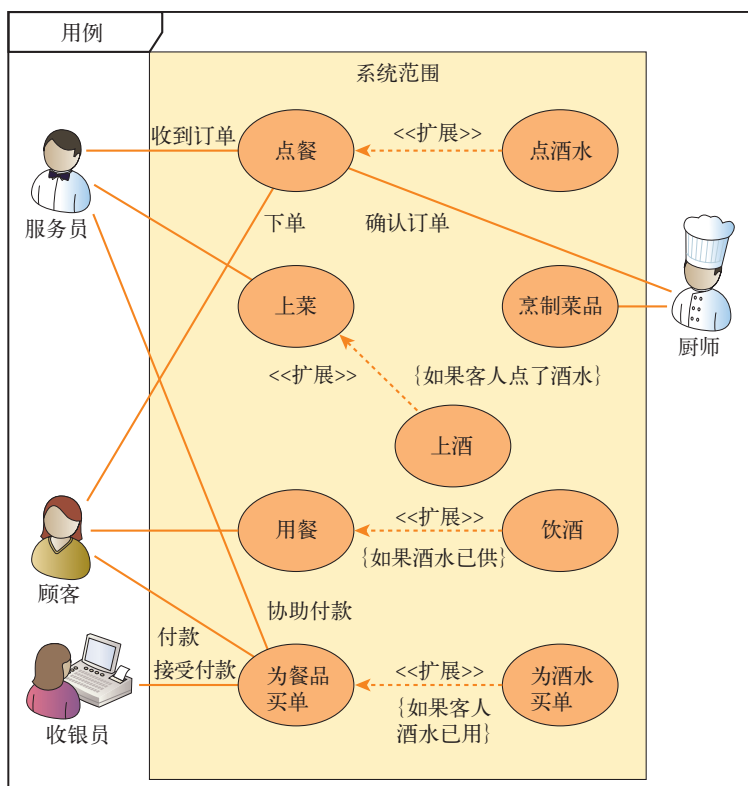 用例
系统范围
收到订单
点餐
<<扩展>>
点酒水
服务员
下单
确认订单
上菜
烹制菜品
厨师
<<扩展>>
{如果客人点了酒水}
上酒
用餐
<<扩展>>
饮酒
{如果酒水已供}
顾客
协助付款
付款
接受付款
为餐品
买单
<<扩展>>
为酒水
买单
{如果客人
酒水已用}
收银员